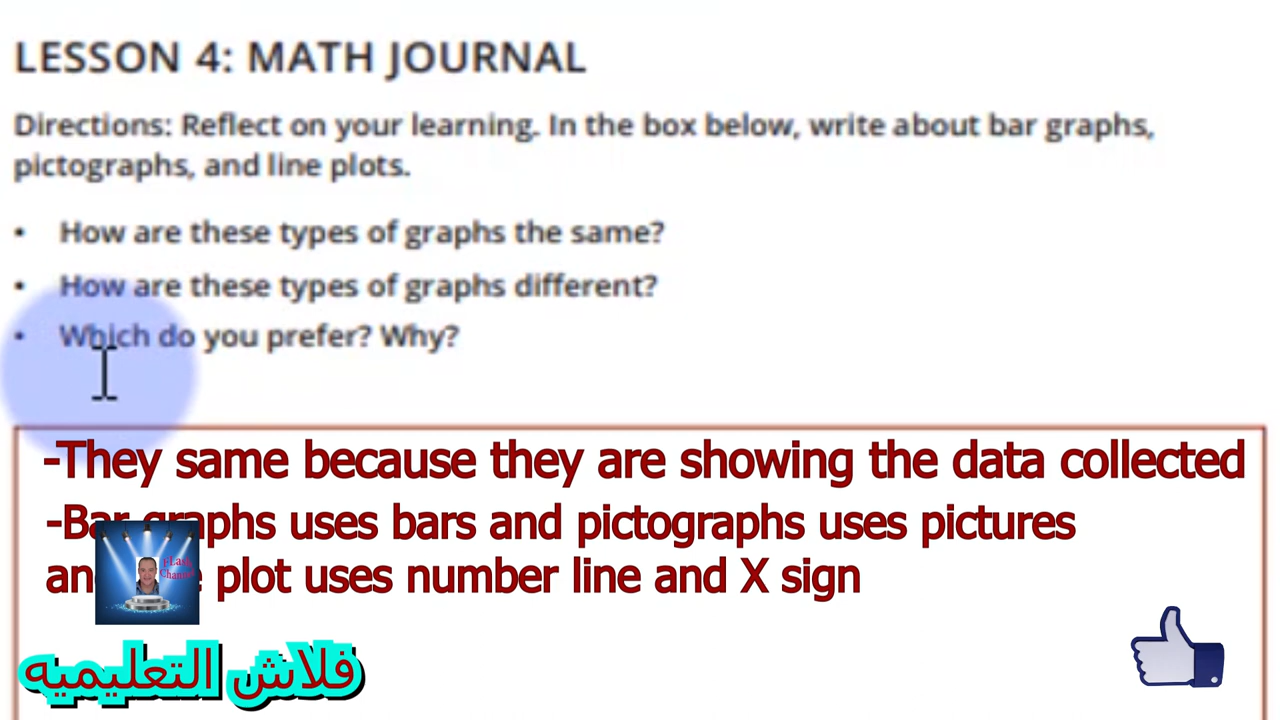 LESSON 4: MATH JOURNAL
Directions: Reflect on your learning. In the box below, write about bar graphs,
pictographs, and line plots.
• How are these types of graphs the same?
• How are these types of graphs different?
• Which do you prefer? Why?
-They same because they are showing the data collected
-Bar graphs uses bars and pictographs uses pictures
plot uses number line and X sign
FLash
Channel
فلاش التعليميه